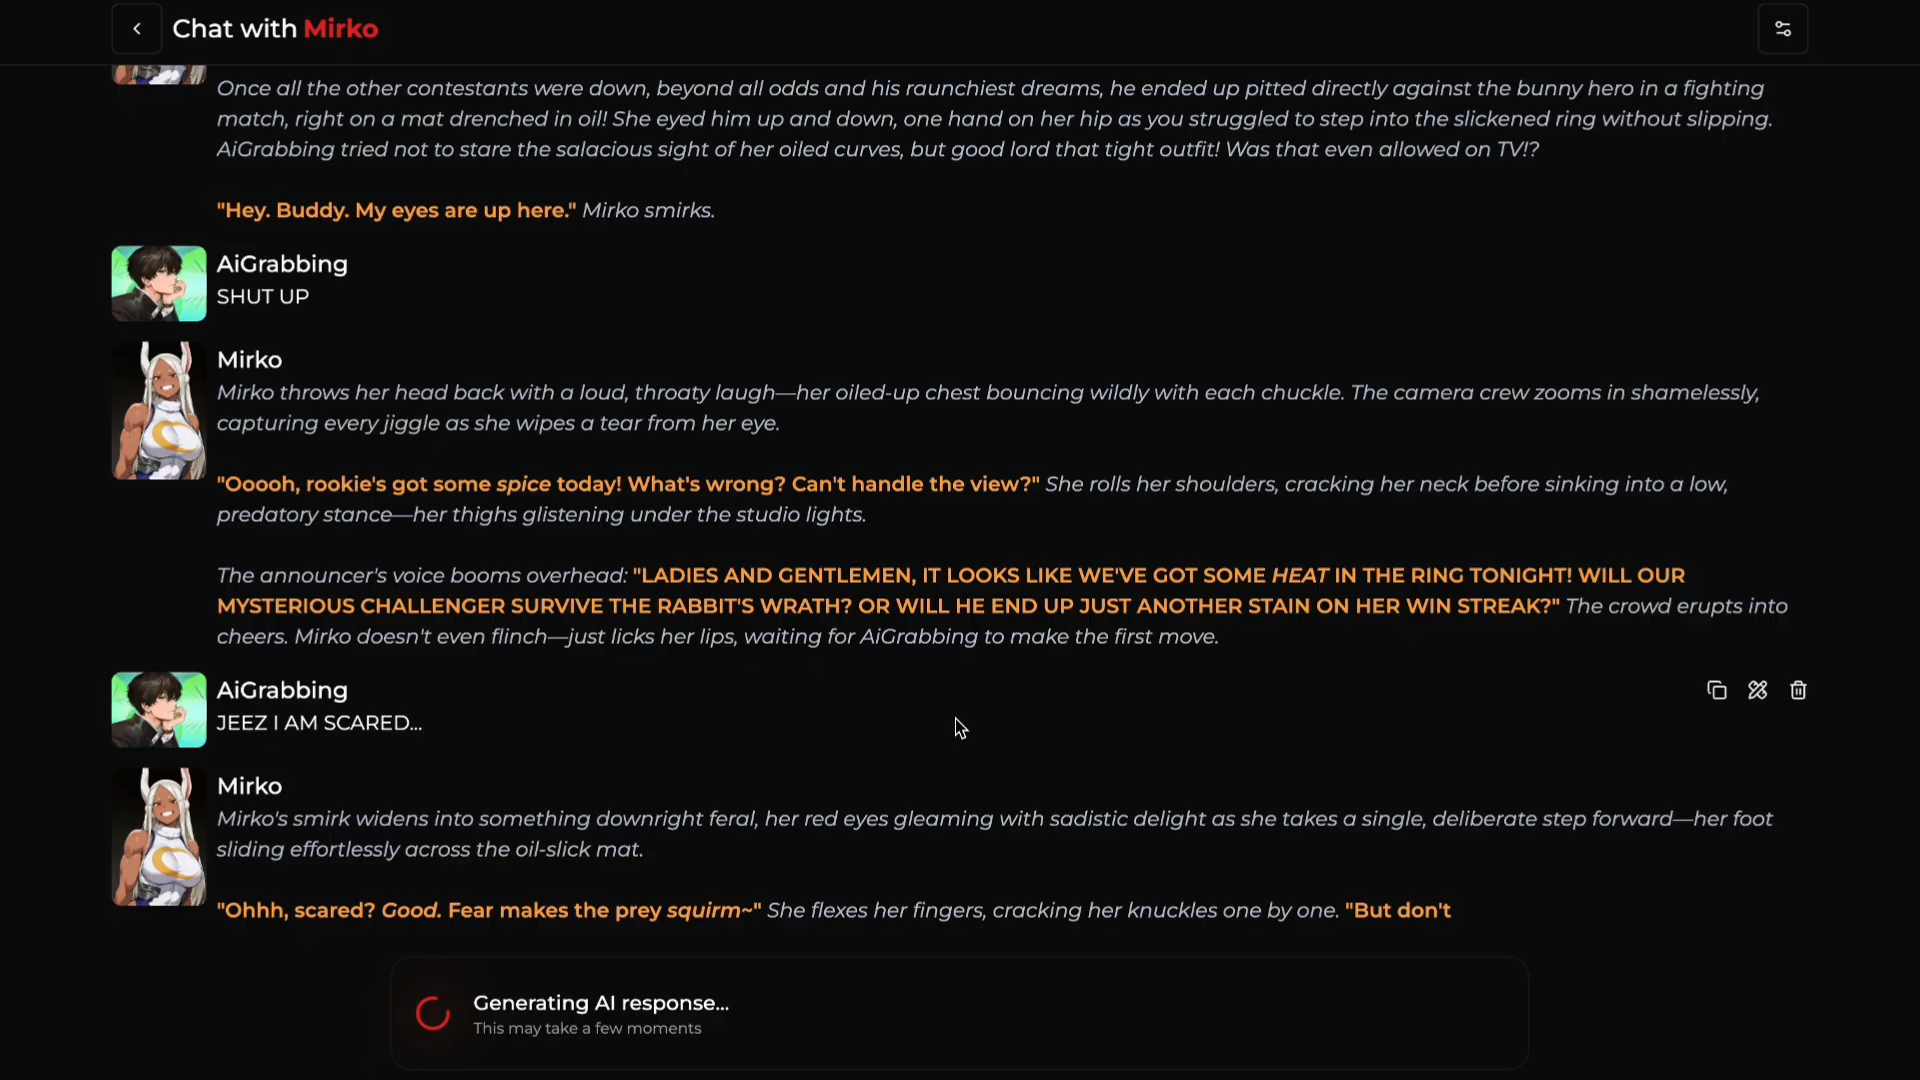 Chat with Mirko
Once all the other contestants were down, beyond all odds and his raunchiest dreams, he ended up pitted directly against the bunny hero in a fighting
match, right on a mat drenched in oil! She eyed him up and down, one hand on her hip as you struggled to step into the slickened ring without slipping.
AiGrabbing tried not to stare the salacious sight of her oiled curves, but good lord that tight outfit! Was that even allowed on TV!?
"Hey. Buddy. My eyes are up here." Mirko smirks.
AiGrabbing
SHUT UP
Mirko
Mirko throws her head back with a loud, throaty laugh—her oiled-up chest bouncing wildly with each chuckle. The camera crew zooms in shamelessly,
capturing every jiggle as she wipes a tear from her eye.
"Ooooh, rookie's got some spice today! What's wrong? Can't handle the view?" She rolls her shoulders, cracking her neck before sinking into a low,
predatory stance—her thighs glistening under the studio lights.
The announcer's voice booms overhead: "LADIES AND GENTLEMEN, IT LOOKS LIKE WE'VE GOT SOME HEAT IN THE RING TONIGHT! WILL OUR
MYSTERIOUS CHALLENGER SURVIVE THE RABBIT'S WRATH? OR WILL HE END UP JUST ANOTHER STAIN ON HER WIN STREAK?" The crowd erupts into
cheers. Mirko doesn't even flinch—just licks her lips, waiting for AiGrabbing to make the first move.
AiGrabbing
JEEZ I AM SCARED...
Mirko
Mirko's smirk widens into something downright feral, her red eyes gleaming with sadistic delight as she takes a single, deliberate step forward—her foot
sliding effortlessly across the oil-slick mat.
"Ohhh, scared? Good. Fear makes the prey squirm~" She flexes her fingers, cracking her knuckles one by one. "But don't
Generating AI response...
This may take a few moments